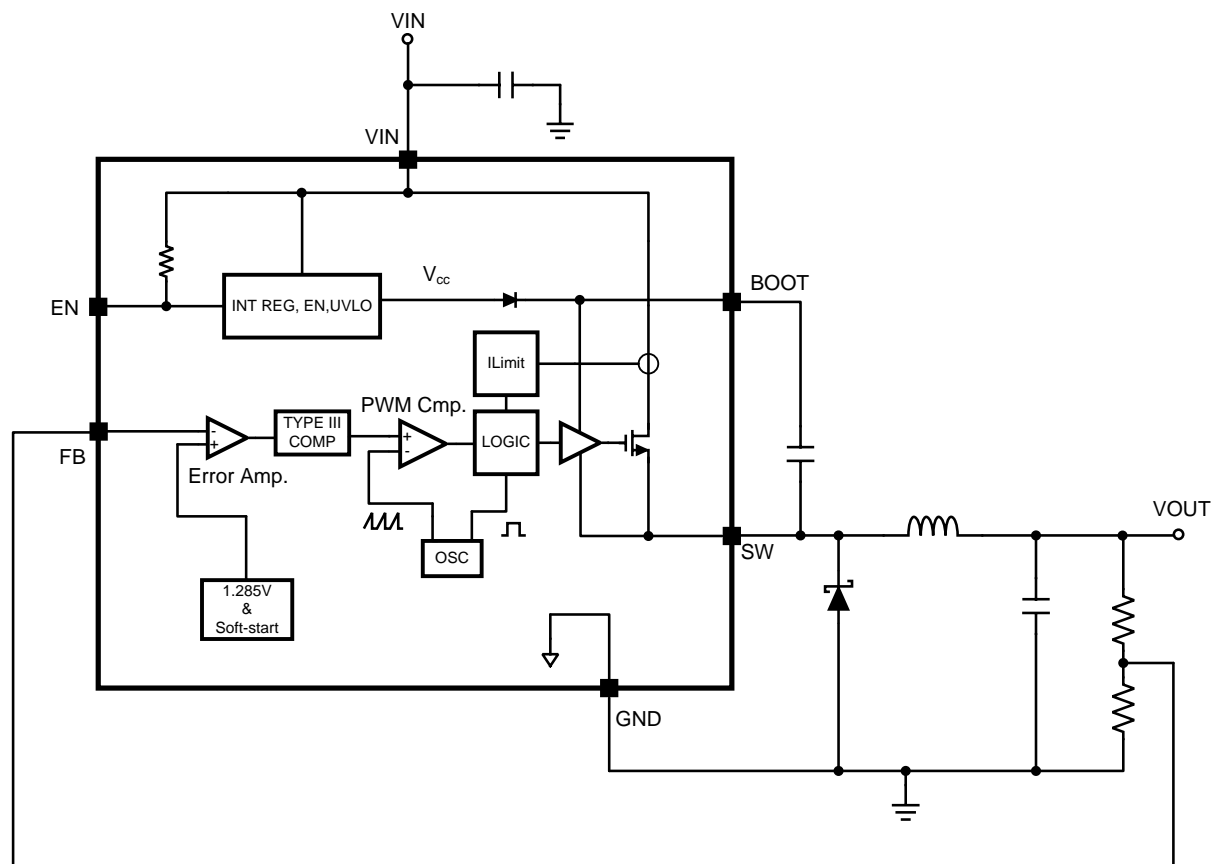 VIN
VIN
BOOT
V_cc
EN
INT REG, EN,UVLO
ILimit
PWM Cmp.
-
+
TYPE III
COMP
+
-
LOGIC
FB
Error Amp.
OSC
SW
VOUT
1.285V
&
Soft-start
GND